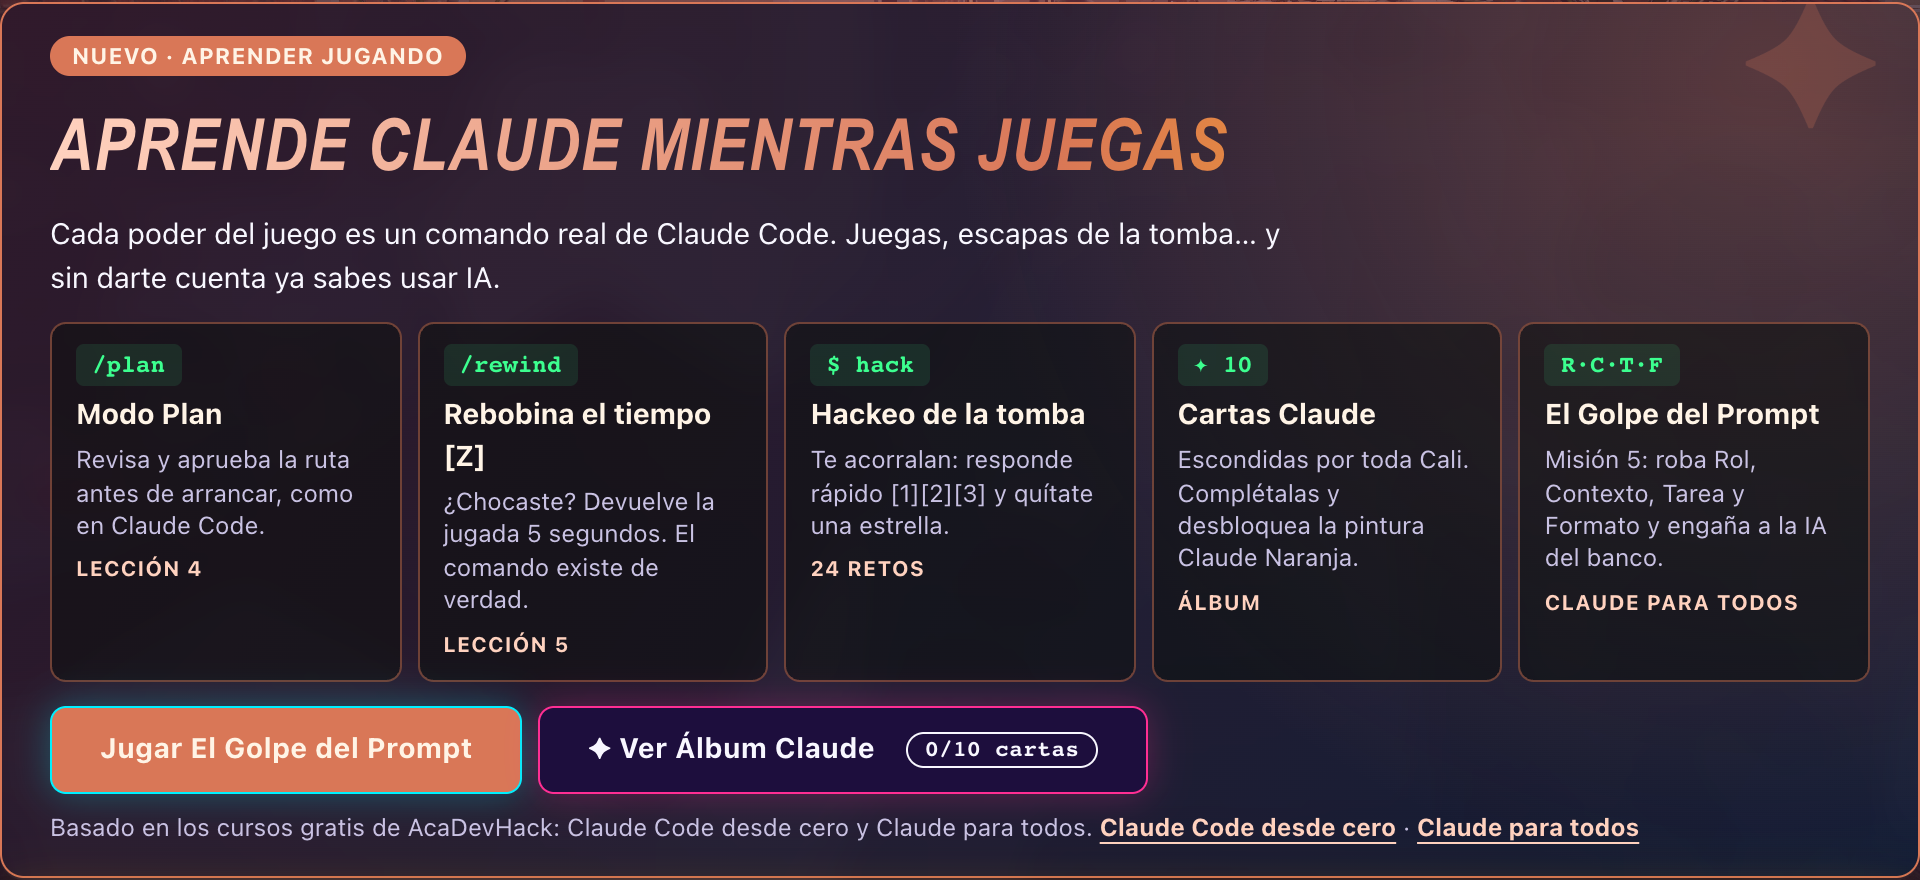 NUEVO · APRENDER JUGANDO
APRENDE CLAUDE MIENTRAS JUEGAS
Cada poder del juego es un comando real de Claude Code. Juegas, escapas de la tomba... y
sin darte cuenta ya sabes usar IA.
/plan
Modo Plan
Revisa y aprueba la ruta
antes de arrancar, como
en Claude Code.
LECCIÓN 4
/rewind
Rebobina el tiempo
[Z]
¿Chocaste? Devuelve la
jugada 5 segundos. El
comando existe de
verdad.
LECCIÓN 5
$ hack
Hackeo de la tomba
Te acorralan: responde
rápido [1][2][3] y quítate
una estrella.
24 RETOS
✦ 10
Cartas Claude
Escondidas por toda Cali.
Complétalas y
desbloquea la pintura
Claude Naranja.
ÁLBUM
R·C·T·F
El Golpe del Prompt
Misión 5: roba Rol,
Contexto, Tarea y
Formato y engaña a la IA
del banco.
CLAUDE PARA TODOS
Jugar El Golpe del Prompt
✦ Ver Álbum Claude 0/10 cartas
Basado en los cursos gratis de AcaDevHack: Claude Code desde cero y Claude para todos. Claude Code desde cero · Claude para todos